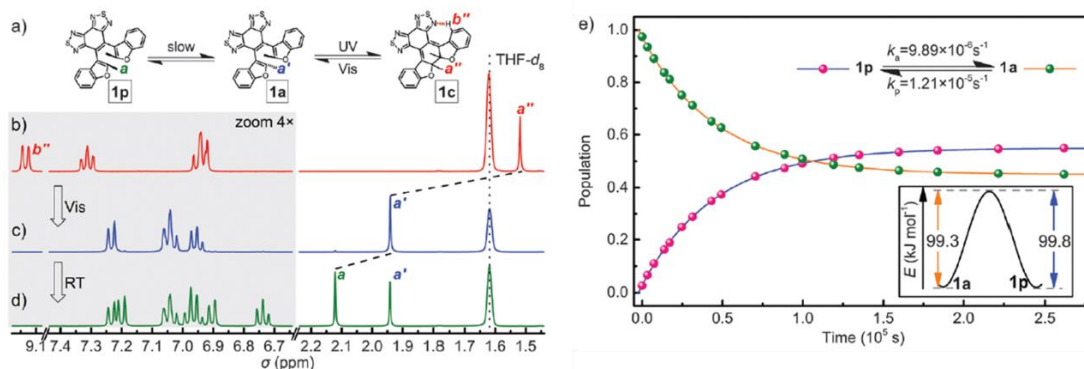 a)
N
N
S
N
N
S
O
O
a
1p
slow
N
N
S
N
N
S
O
O
a'
1a
UV
Vis
N
N
S
N
N
S
H
b''
O
O
a''
1c
THF-d8
b)
zoom 4×
b''
a''
Vis
c)
a'
RT
d)
a
a'
9.1 7.4 7.3 7.2 7.1 7.0 6.9 6.8 6.7 2.2 2.1 2.0 1.9 1.8 1.7 1.6 1.5
σ (ppm)
e)
1.0
0.8
0.6
0.4
0.2
0.0
Population
1p
kₐ=9.89×10⁻⁶s⁻¹
kₚ=1.21×10⁻⁵s⁻¹
1a
E (kJ mol⁻¹)
99.3
99.8
1a
1p
0.0 0.5 1.0 1.5 2.0 2.5
Time (10⁵ s)